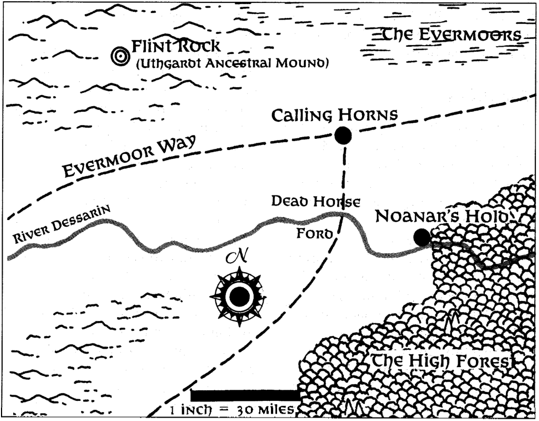 Flint Rock
(Uthgardt Ancestral Mound)
The Evermoors
Calling Horns
Evermoor Way
River Dessarin
Dead Horse
Ford
Noanar's Hold
N
The High Forest
1 inch = 30 miles